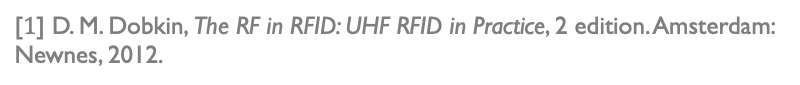 [1] D. M. Dobkin, The RF in RFID: UHF RFID in Practice, 2 edition. Amsterdam:
Newnes, 2012.